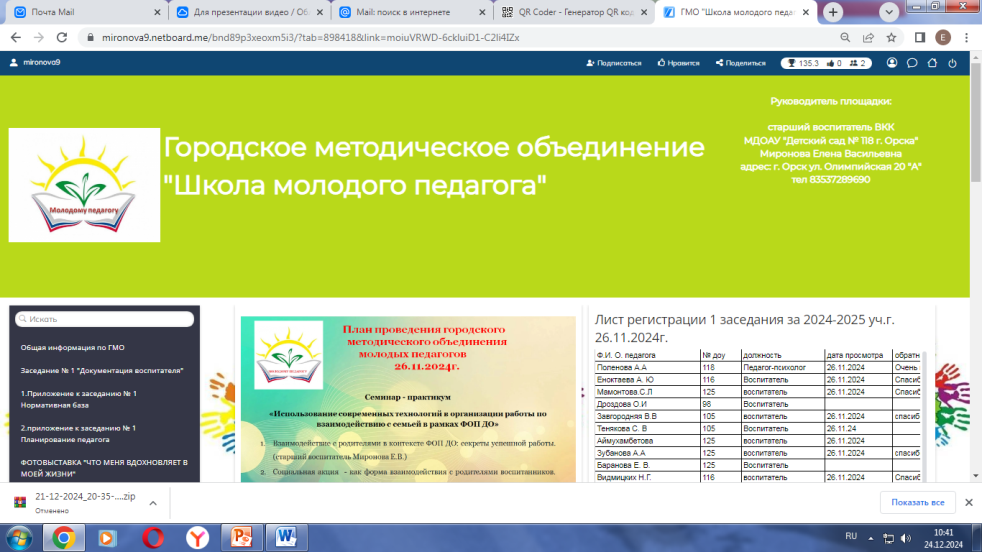 Почта Mail
Для презентации видео / Об
Mail: поиск в интернете
QR Coder - Генератор QR код
ГМО "Школа молодого педаг
mironova9.netboard.me/bnd89p3xeoxm5i3/?tab=898418&link=moiuVRWD-6ckluiD1-C2Ii4IZx
mironova9
Подписаться
Нравится
Поделиться
135.3
0
2
Руководитель площадки:
старший воспитатель ВКК
МДОАУ "Детский сад № 118 г. Орска"
Миронова Елена Васильевна
адрес: г. Орск ул. Олимпийская 20 "А"
тел 83537289690
Городское методическое объединение
"Школа молодого педагога"
Молодому педагогу
Искать
Общая информация по ГМО
Заседание № 1 "Документация воспитателя"
1.Приложение к заседанию № 1
Нормативная база
2.приложение к заседанию № 1
Планирование педагога
ФОТОВЫСТАВКА "ЧТО МЕНЯ ВДОХНОВЛЯЕТ В
МОЕЙ ЖИЗНИ"
План проведения городского
методического объединения
молодых педагогов
26.11.2024г.
Семинар - практикум
«Использование современных технологий в организации работы по
взаимодействию с семьей в рамках ФОП ДО»
1. Взаимодействие с родителями в контексте ФОП ДО: секреты успешной работы.
(старший воспитатель Миронова Е.В.)
2. Социальная акция - как форма взаимодействия с родителями воспитанников.
Лист регистрации 1 заседания за 2024-2025 уч.г.
26.11.2024г.
Ф.И. О. педагога № доу должность дата просмотра обратн
Поленова А.А 118 Педагог-психолог 26.11.2024 Очень
Еноктаева А. Ю 116 Воспитатель 26.11.2024 Спасиб
Мамонтова.С.Л 125 воспитатель 26.11.2024 Спасиб
Дроздова О.И 96 Воспитатель
Завгородняя В.В 105 воспитатель 26.11.2024 спасиб
Тенякова С. В 105 Воспитатель 26.11.24
Аймухамбетова 125 воспитатель 26.11.2024
Зубанова А.А 125 воспитатель 26.11.2024 спасиб
Баранова Е. В. 125 Воспитатель
Видмицких Н.Г. 116 воспитатель 26.11.2024 Спасиб
21-12-2024_20-35-....zip
Отменено
Показать все
RU
10:41
24.12.2024